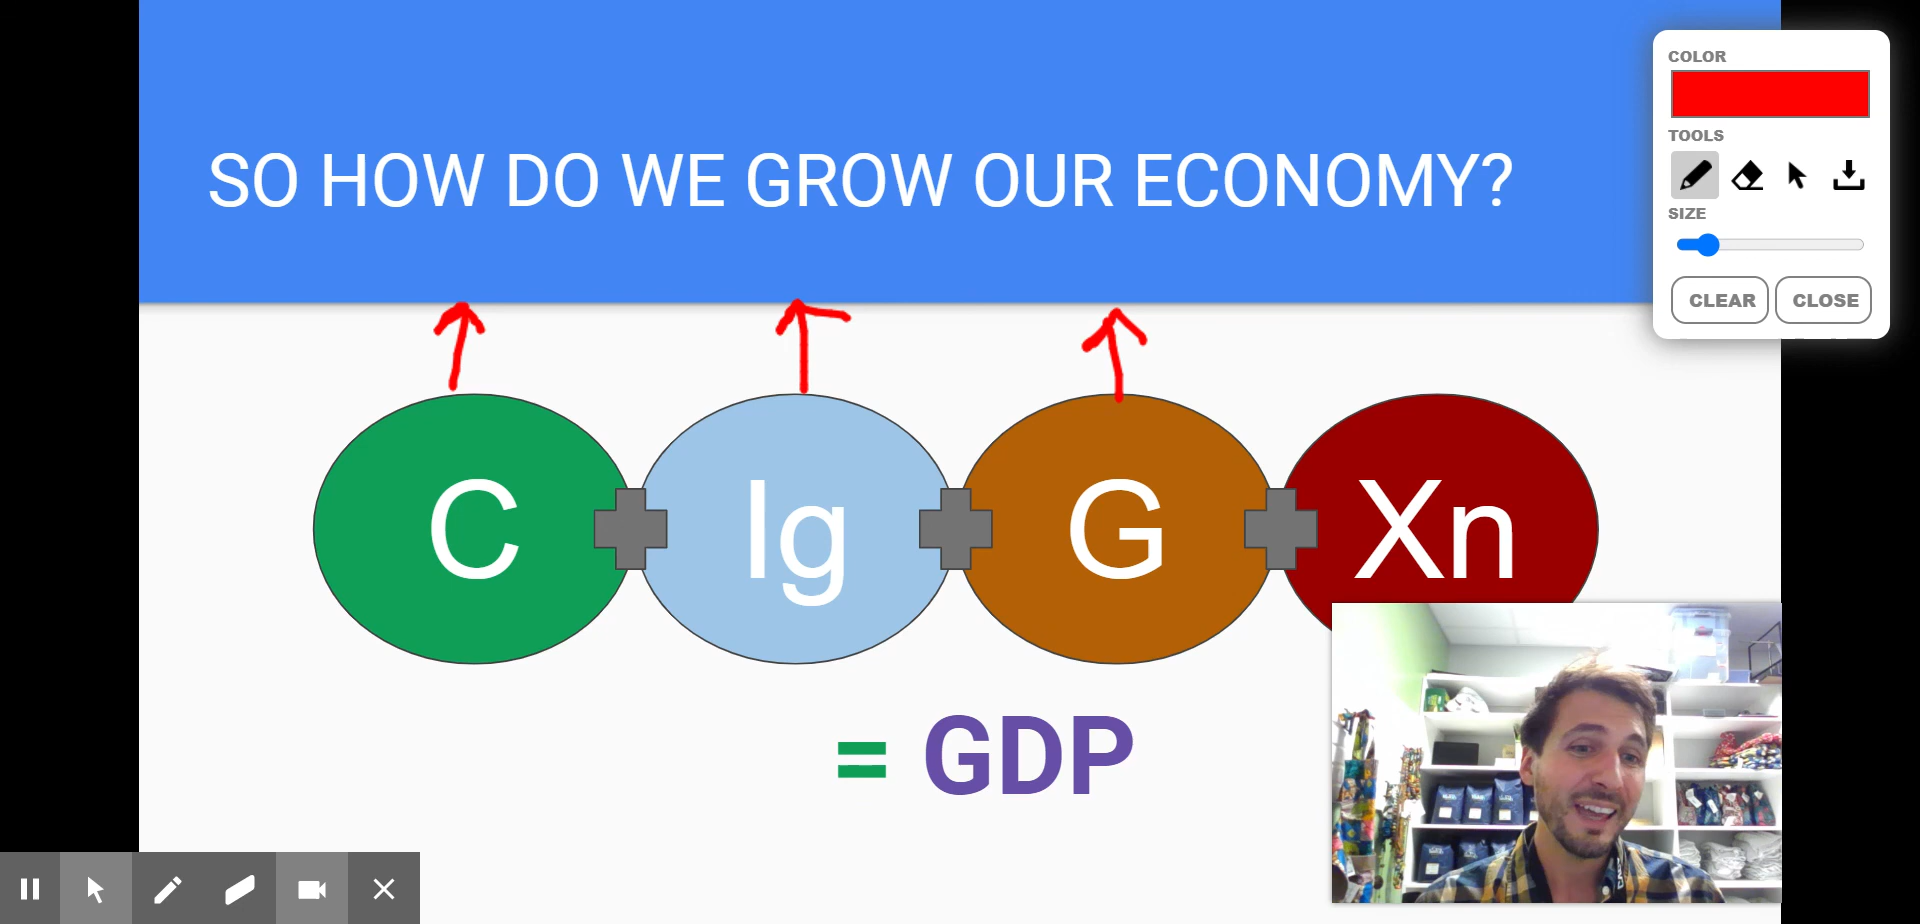 SO HOW DO WE GROW OUR ECONOMY?
COLOR
TOOLS
SIZE
CLEAR CLOSE
C Ig G Xn
= GDP